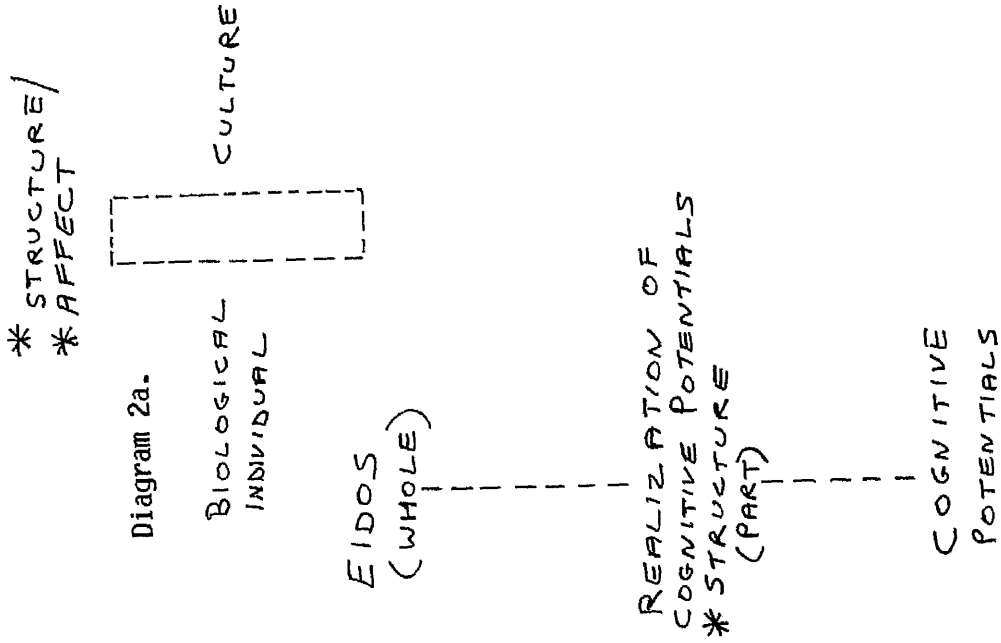 * STRUCTURE/
* AFFECT
Diagram 2a.
BIOLOGICAL
INDIVIDUAL
CULTURE
EIDOS
(WHOLE)
REALIZATION OF
COGNITIVE POTENTIALS
* STRUCTURE
(PART)
COGNITIVE
POTENTIALS